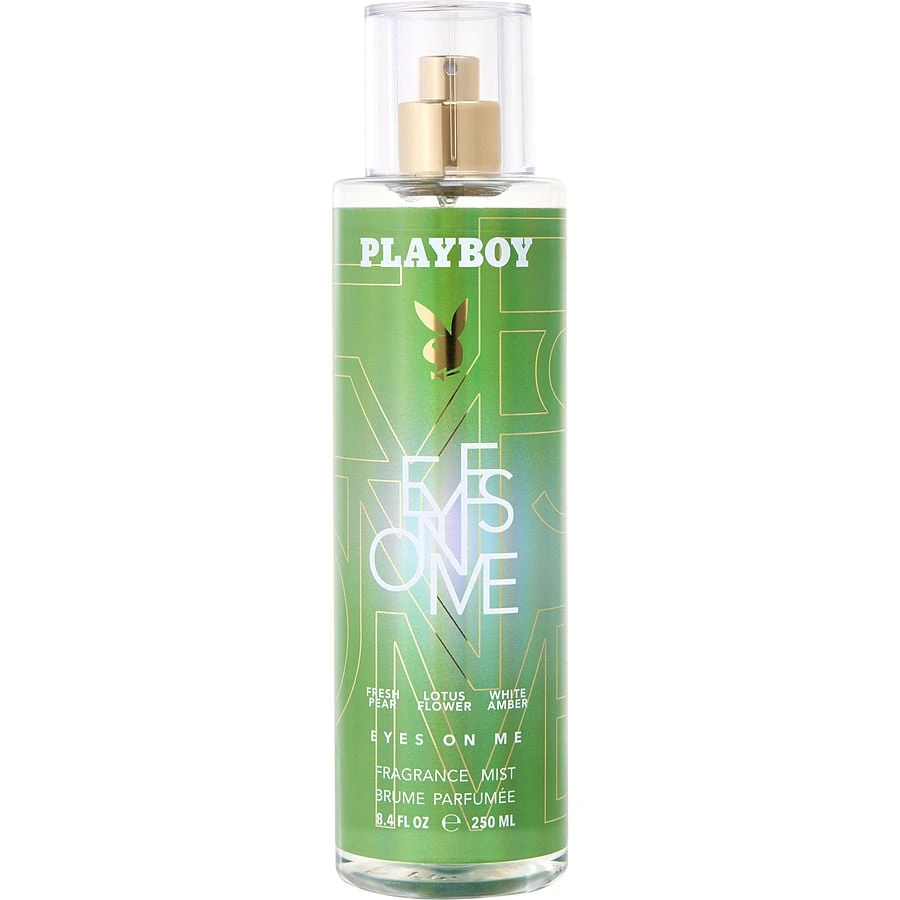 PLAYBOY
EYES
ON
ME
FRESH LOTUS WHITE
PEAR FLOWER AMBER
EYES ON ME
FRAGRANCE MIST
BRUME PARFUMÉE
8.4 FL OZ ℮ 250 ML